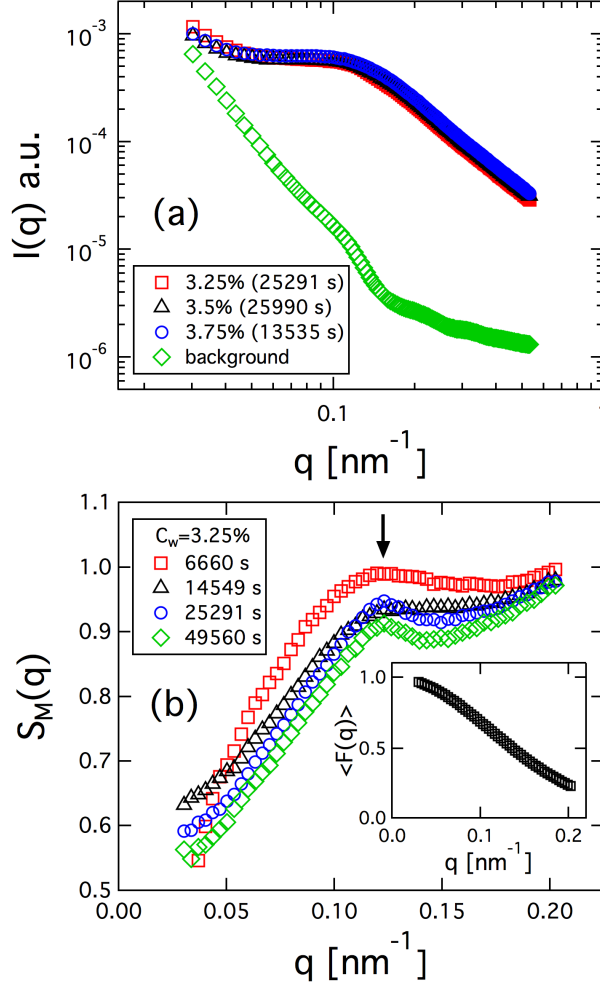 10⁻³
10⁻⁴
10⁻⁵
10⁻⁶
I(q) a.u.
(a)
3.25% (25291 s)
3.5% (25990 s)
3.75% (13535 s)
background
0.1
1
q [nm⁻¹]
1.1
1.0
0.9
0.8
0.7
0.6
0.5
S_M(q)
C_w=3.25%
6660 s
14549 s
25291 s
49560 s
(b)
1.0
0.5
0.0
<F(q)>
0.0
0.1
0.2
q [nm⁻¹]
0.00
0.05
0.10
0.15
0.20
q [nm⁻¹]